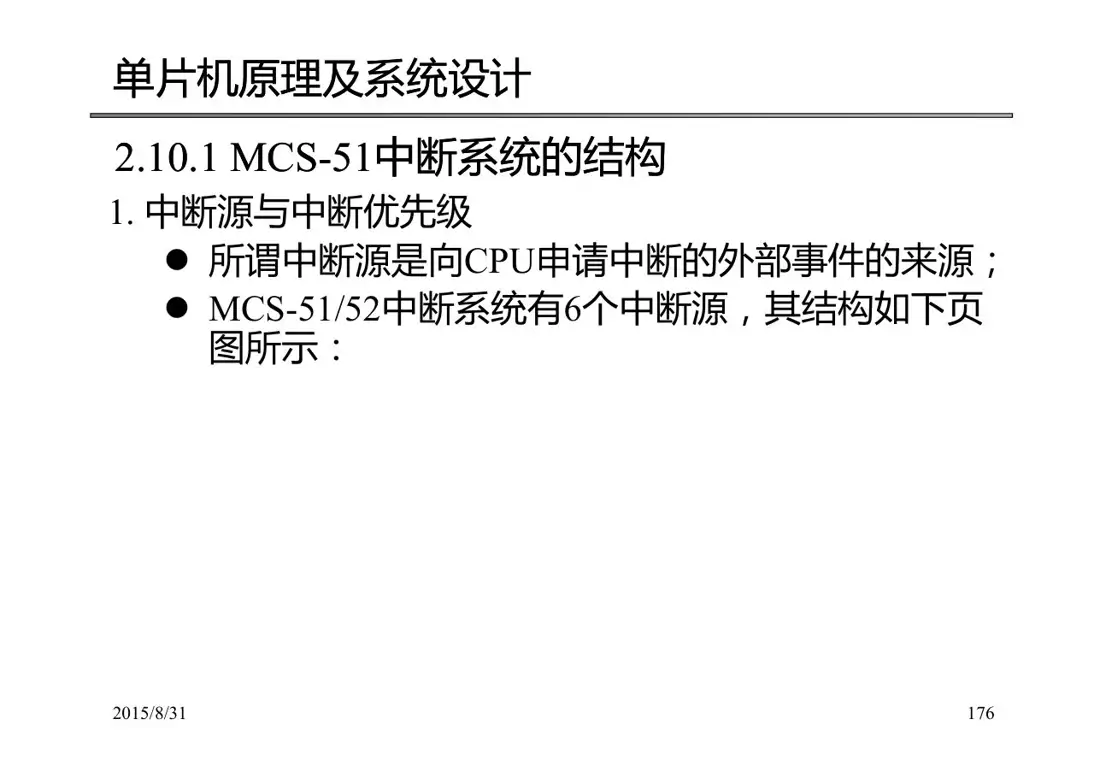 单片机原理及系统设计
2.10.1 MCS-51中断系统的结构
1. 中断源与中断优先级
● 所谓中断源是向CPU申请中断的外部事件的来源；
● MCS-51/52中断系统有6个中断源，其结构如下页
图所示：
2015/8/31
176